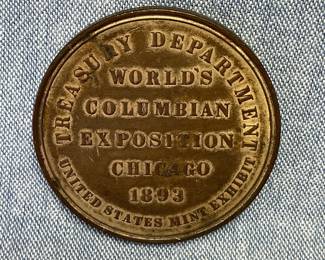 TREASURY DEPARTMENT
WORLD'S
COLUMBIAN
EXPOSITION
CHICAGO
1893
UNITED STATES MINT EXHIBIT